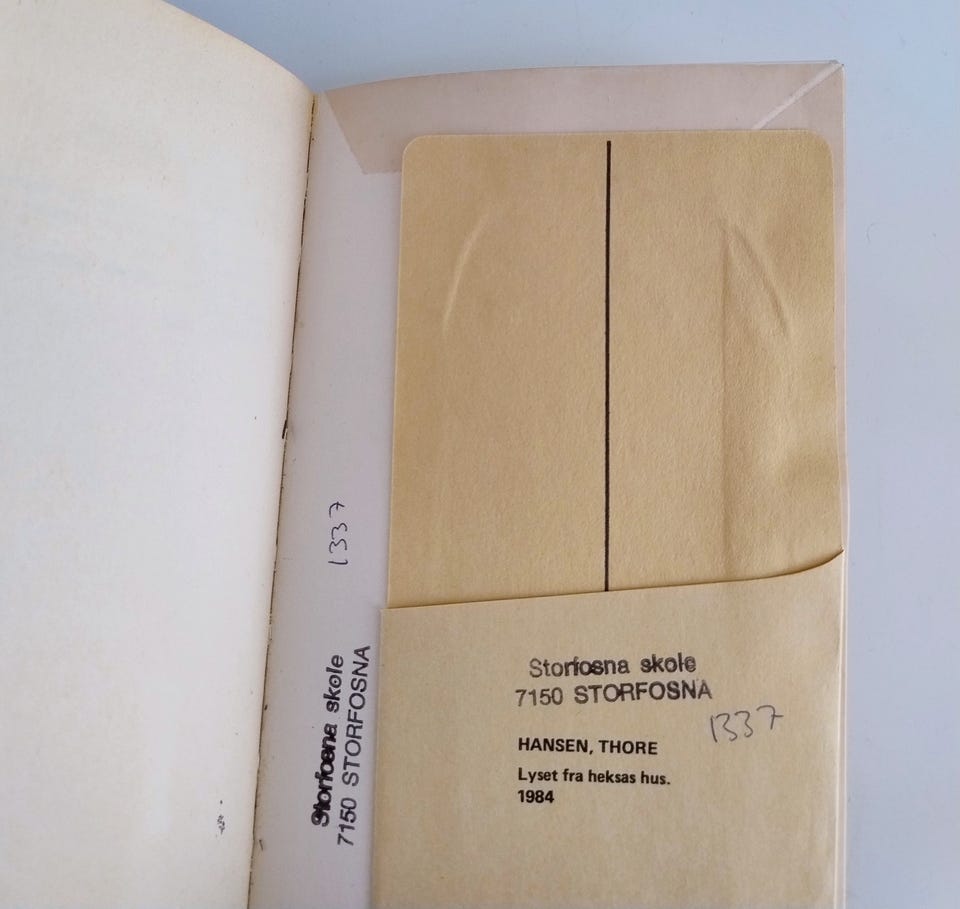 1337
Storfosna skole
7150 STORFOSNA
Storfosna skole
7150 STORFOSNA
1337
HANSEN, THORE
Lyset fra heksas hus.
1984